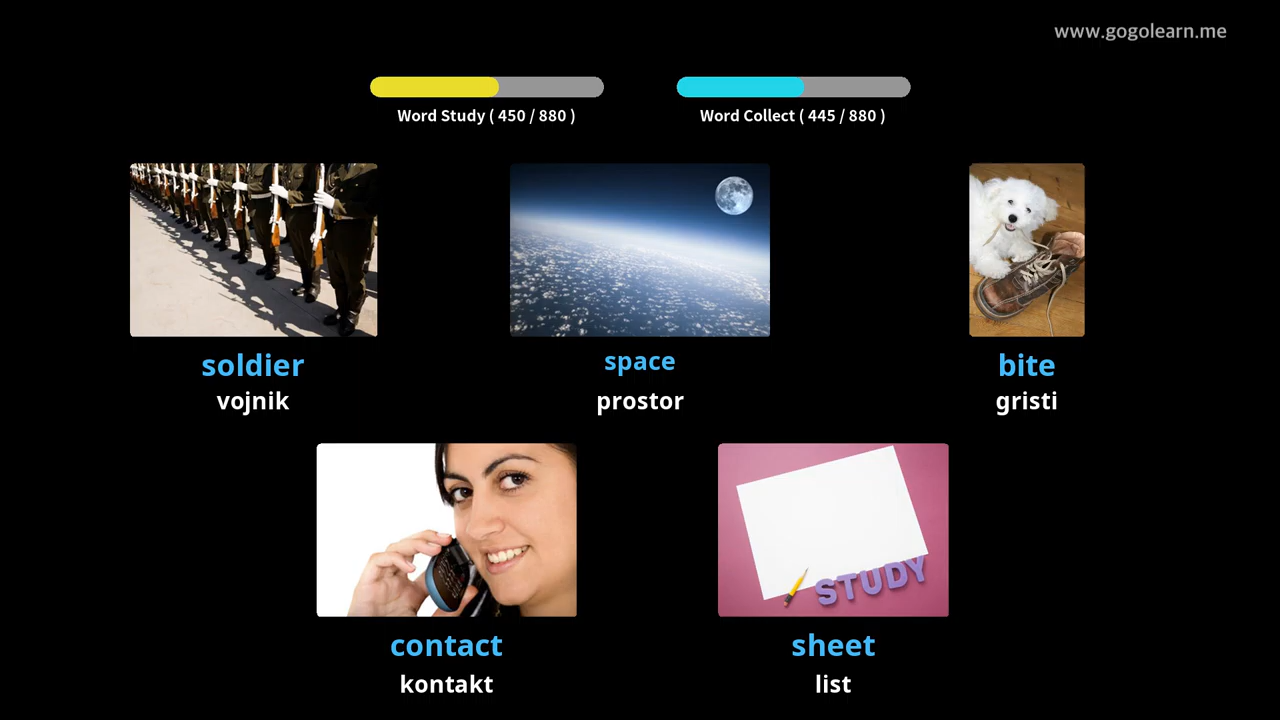 www.gogolearn.me
Word Study ( 450 / 880 )
Word Collect ( 445 / 880 )
soldier
vojnik
space
prostor
bite
gristi
STUDY
contact
kontakt
sheet
list